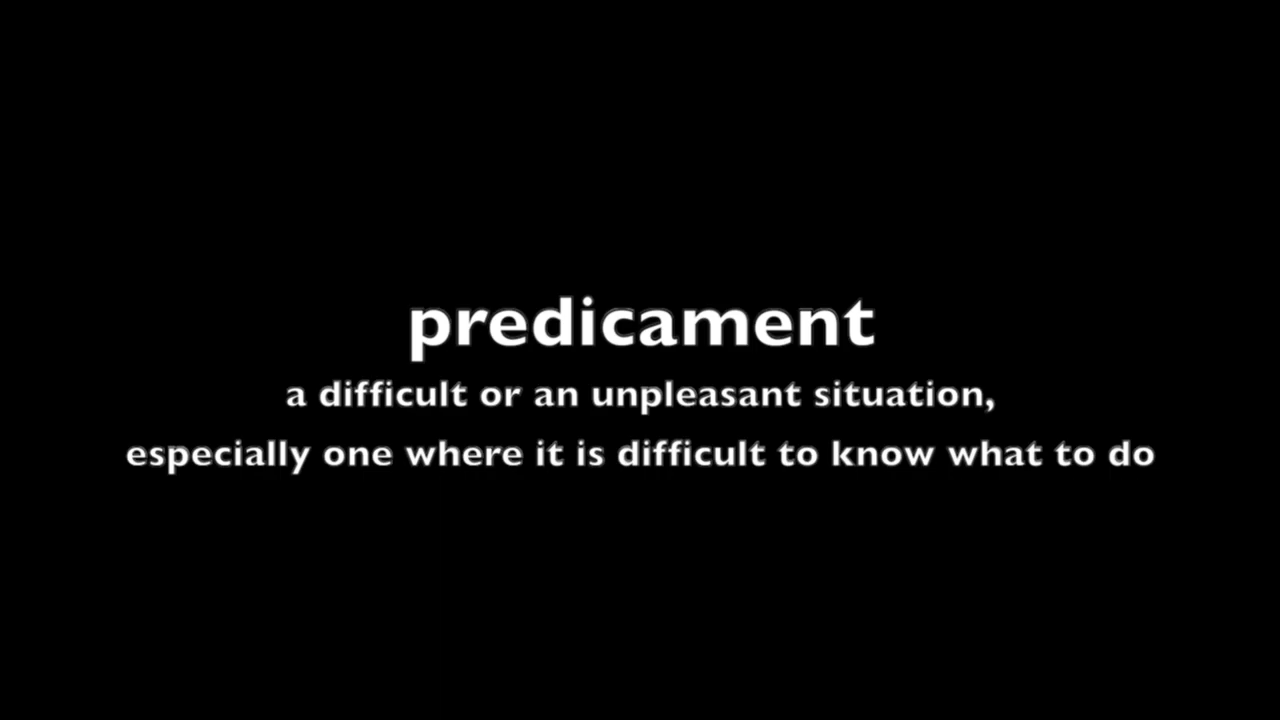 predicament
a difficult or an unpleasant situation,
especially one where it is difficult to know what to do